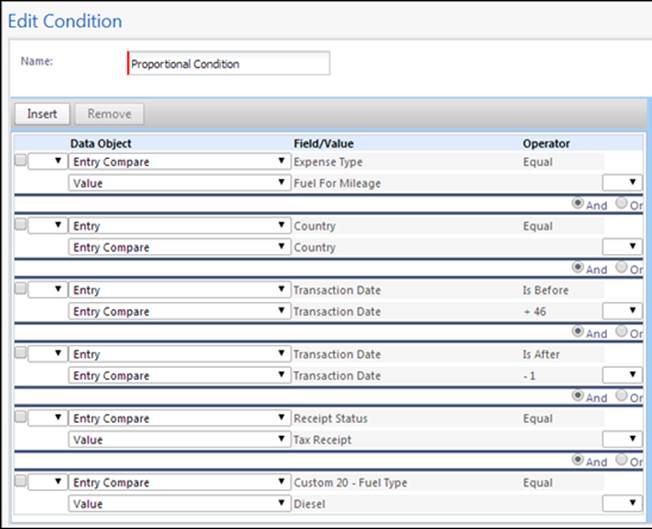 Edit Condition
Name: Proportional Condition
Insert Remove
Data Object Field/Value Operator
Entry Compare Expense Type Equal
Value Fuel For Mileage
And Or
Entry Country Equal
Entry Compare Country
And Or
Entry Transaction Date Is Before
Entry Compare Transaction Date + 46
And Or
Entry Transaction Date Is After
Entry Compare Transaction Date - 1
And Or
Entry Compare Receipt Status Equal
Value Tax Receipt
And Or
Entry Compare Custom 20 - Fuel Type Equal
Value Diesel